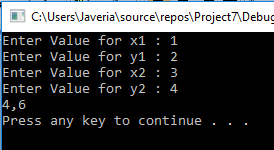 C:\Users\Javeria\source\repos\Project7\Debug
Enter Value for x1 : 1
Enter Value for y1 : 2
Enter Value for x2 : 3
Enter Value for y2 : 4
4,6
Press any key to continue . . .